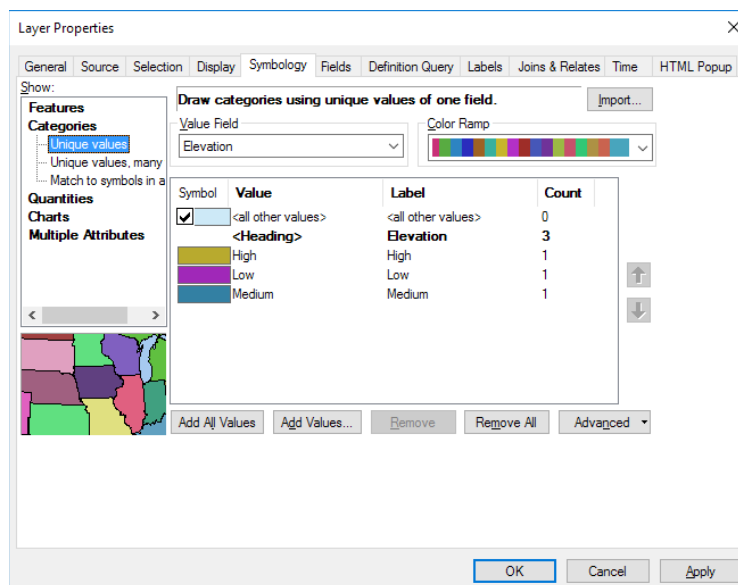 Layer Properties
General Source Selection Display Symbology Fields Definition Query Labels Joins & Relates Time HTML Popup
Show:
Features
Categories
Unique values
Unique values, many
Match to symbols in a
Quantities
Charts
Multiple Attributes
Draw categories using unique values of one field.
Import...
Value Field
Elevation
Color Ramp
Symbol Value Label Count
<all other values> <all other values> 0
<Heading> Elevation 3
High High 1
Low Low 1
Medium Medium 1
Add All Values Add Values... Remove Remove All Advanced
OK Cancel Apply